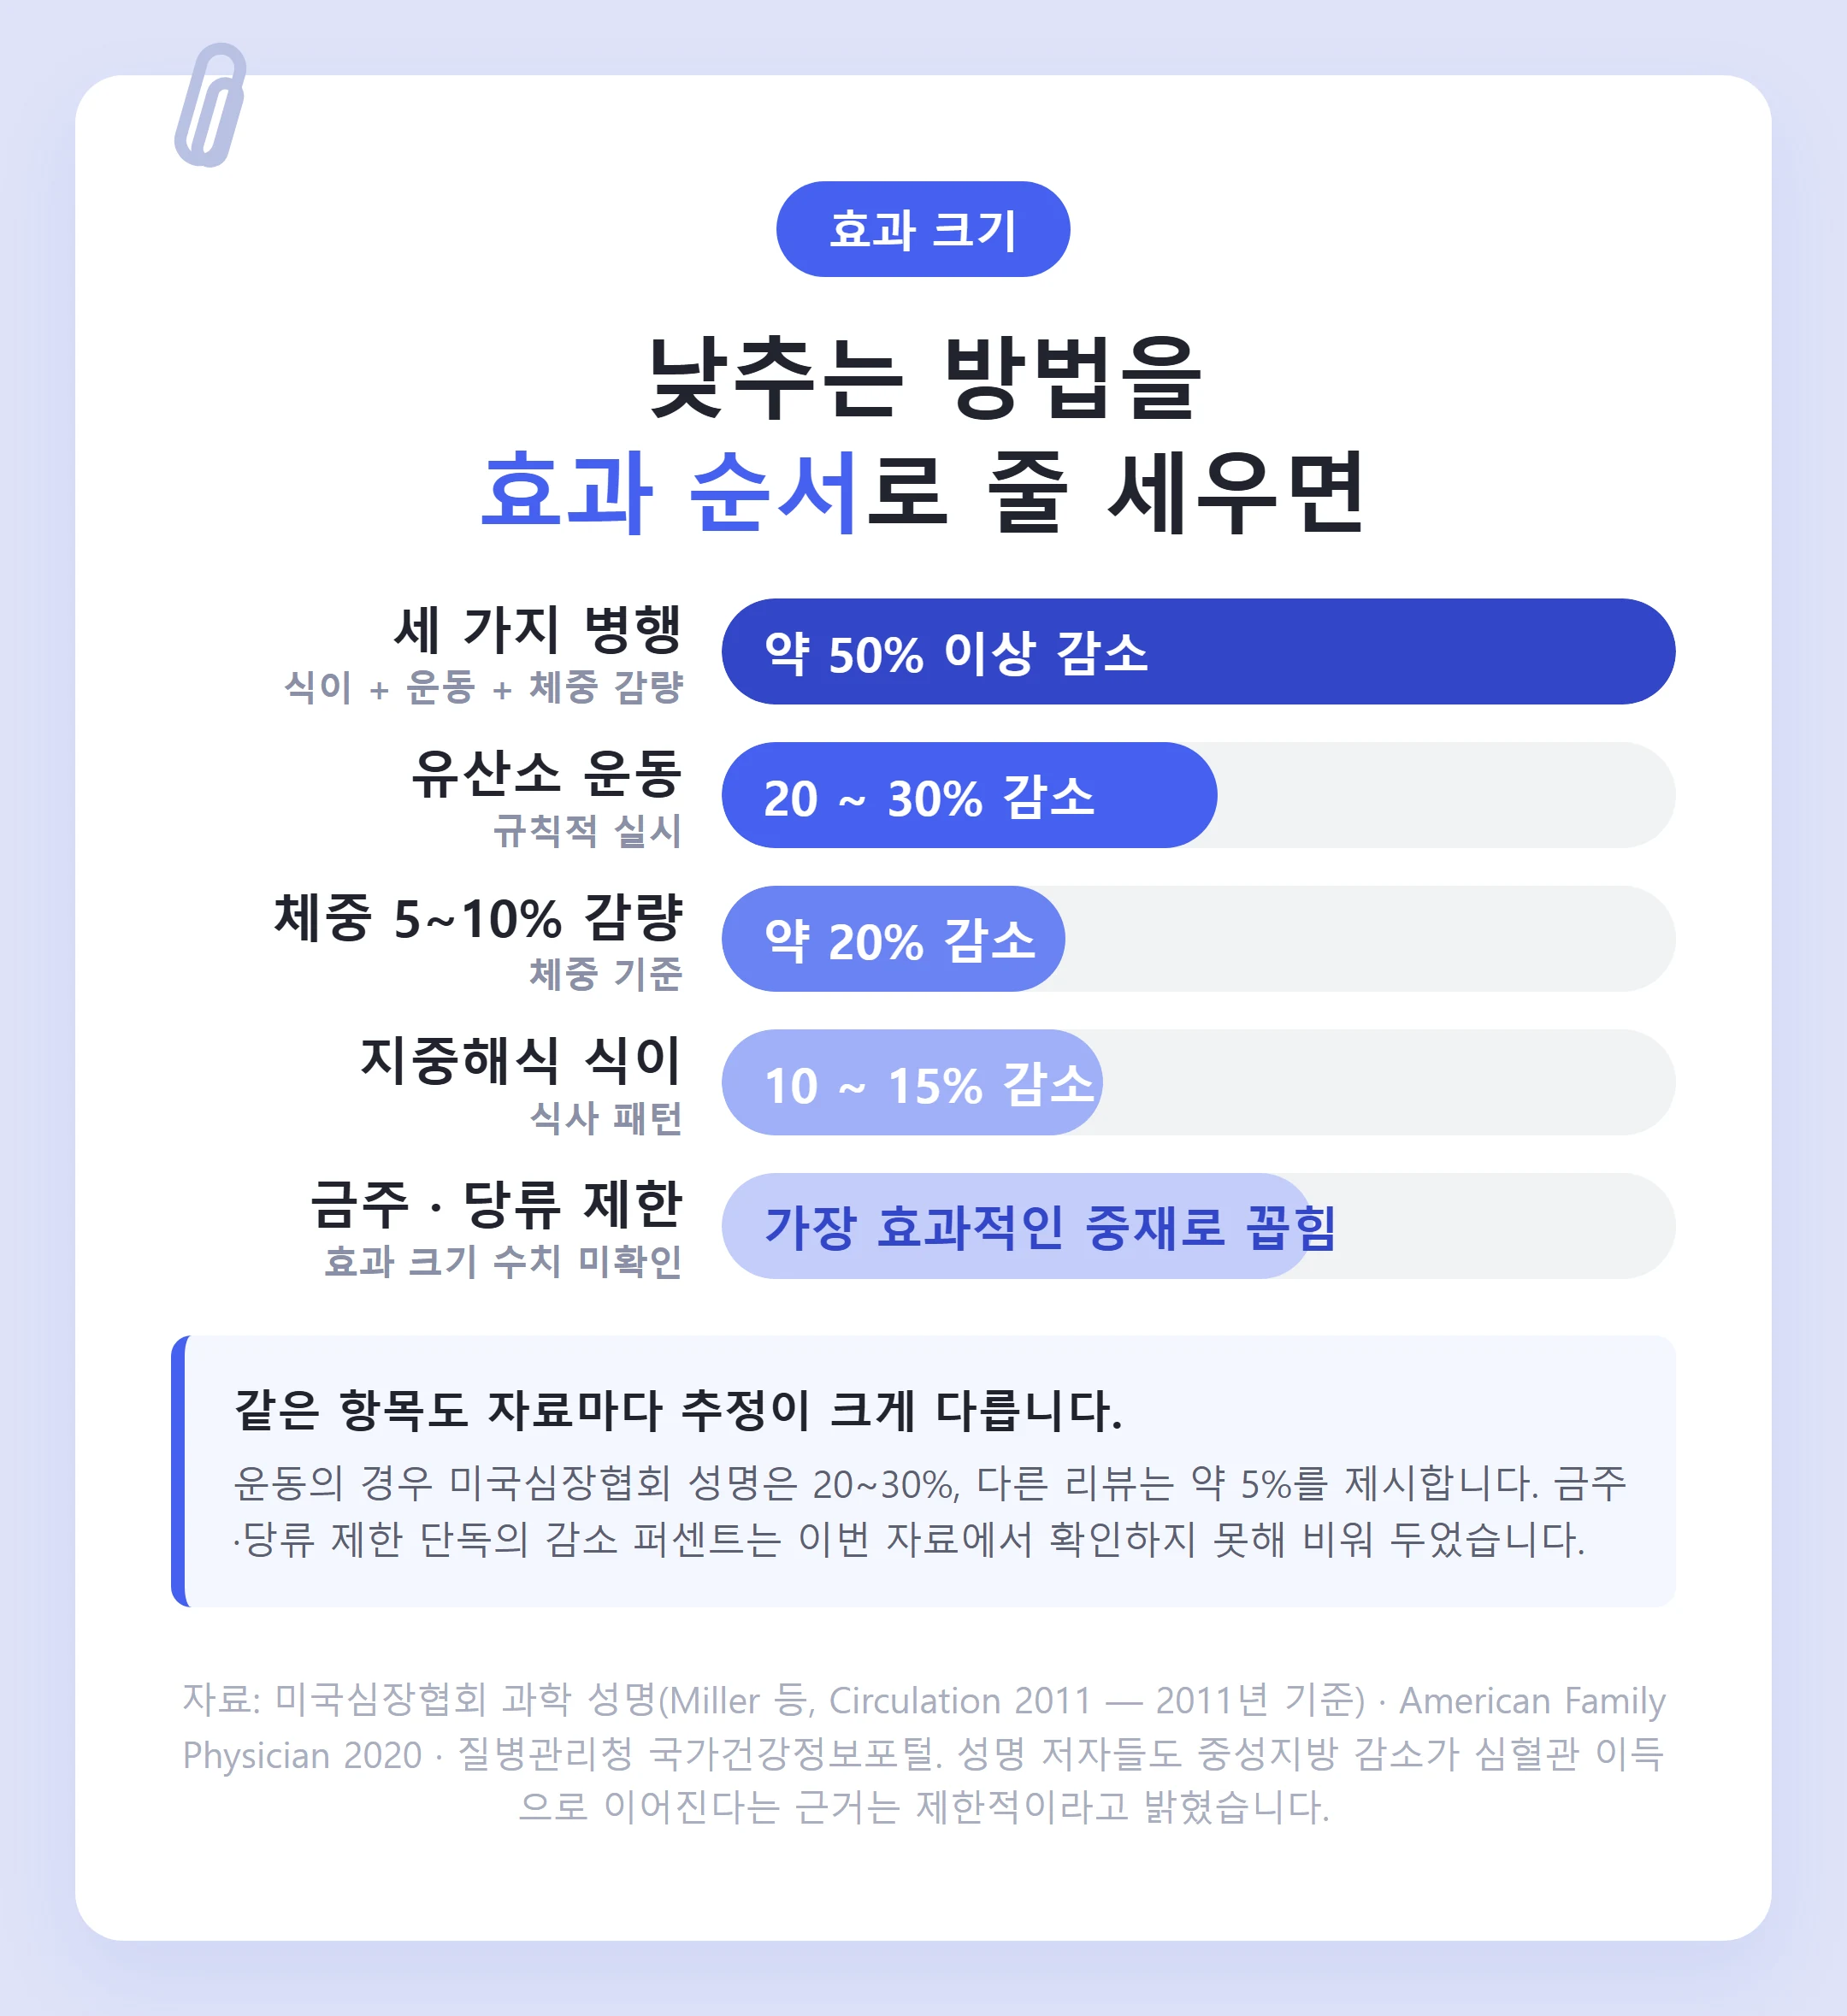 효과 크기
낮추는 방법을
효과 순서로 줄 세우면
세 가지 병행
식이 + 운동 + 체중 감량
약 50% 이상 감소
유산소 운동
규칙적 실시
20 ~ 30% 감소
체중 5~10% 감량
체중 기준
약 20% 감소
지중해식 식이
식사 패턴
10 ~ 15% 감소
금주 · 당류 제한
효과 크기 수치 미확인
가장 효과적인 중재로 꼽힘
같은 항목도 자료마다 추정이 크게 다릅니다.
운동의 경우 미국심장협회 성명은 20~30%, 다른 리뷰는 약 5%를 제시합니다. 금주
·당류 제한 단독의 감소 퍼센트는 이번 자료에서 확인하지 못해 비워 두었습니다.
자료: 미국심장협회 과학 성명(Miller 등, Circulation 2011 — 2011년 기준) · American Family
Physician 2020 · 질병관리청 국가건강정보포털. 성명 저자들도 중성지방 감소가 심혈관 이득
으로 이어진다는 근거는 제한적이라고 밝혔습니다.